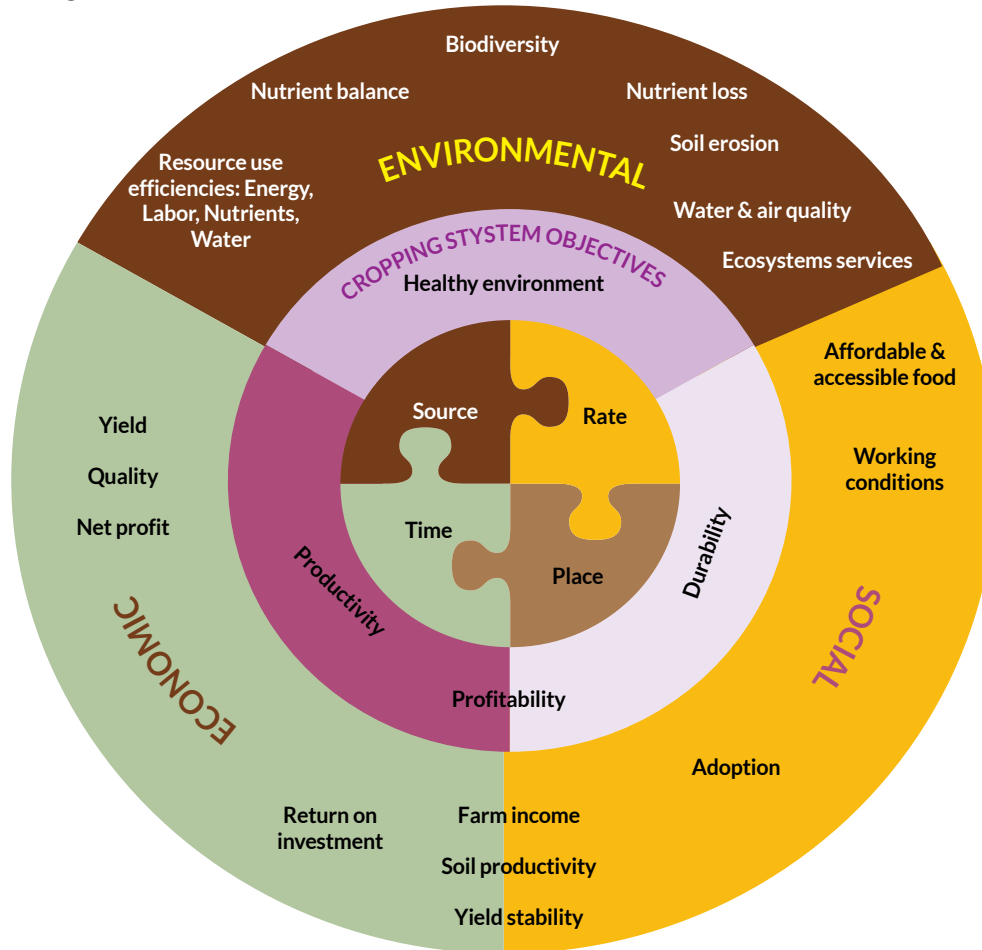 Biodiversity
Nutrient balance
Nutrient loss
ENVIRONMENTAL
Soil erosion
Resource use
efficiencies: Energy,
Labor, Nutrients,
Water
Water & air quality
Ecosystems services
CROPPING STYSTEM OBJECTIVES
Healthy environment
Affordable &
accessible food
Source
Rate
Yield
Quality
Net profit
Working
conditions
Time
Place
Productivity
Durability
ECONOMIC
SOCIAL
Profitability
Adoption
Return on
investment
Farm income
Soil productivity
Yield stability